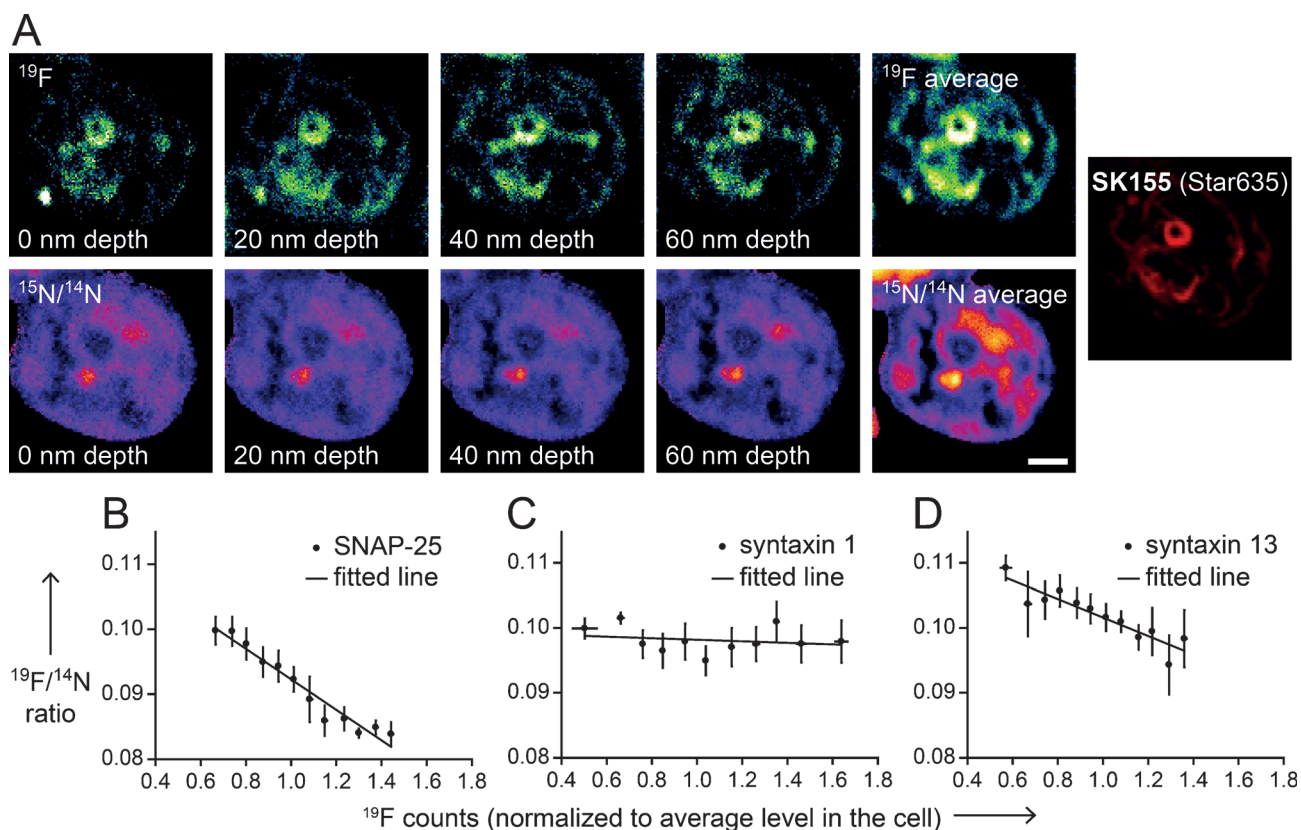 A
¹⁹F
0 nm depth
20 nm depth
40 nm depth
60 nm depth
¹⁹F average
SK155 (Star635)
¹⁵N/¹⁴N
0 nm depth
20 nm depth
40 nm depth
60 nm depth
¹⁵N/¹⁴N average
B
SNAP-25
fitted line
0.11
0.10
0.09
0.08
0.4 0.6 0.8 1.0 1.2 1.4 1.6 1.8
¹⁹F/¹⁴N
ratio
C
syntaxin 1
fitted line
0.11
0.10
0.09
0.08
0.4 0.6 0.8 1.0 1.2 1.4 1.6 1.8
D
syntaxin 13
fitted line
0.11
0.10
0.09
0.08
0.4 0.6 0.8 1.0 1.2 1.4 1.6 1.8
¹⁹F counts (normalized to average level in the cell)